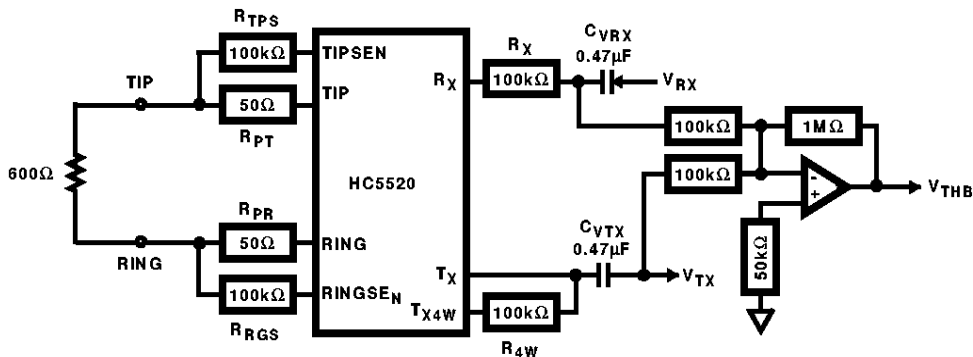 RTPS
100kΩ
TIPSEN
TIP
50Ω
TIP
RPT
600Ω
HC5520
RPR
50Ω
RING
RING
100kΩ
RINGSEN
RRGS
RX
RX
100kΩ
CVRX
0.47µF
VRX
100kΩ
1MΩ
100kΩ
-
+
VTHB
50kΩ
CVTX
0.47µF
TX
VTX
TX4W
100kΩ
R4W